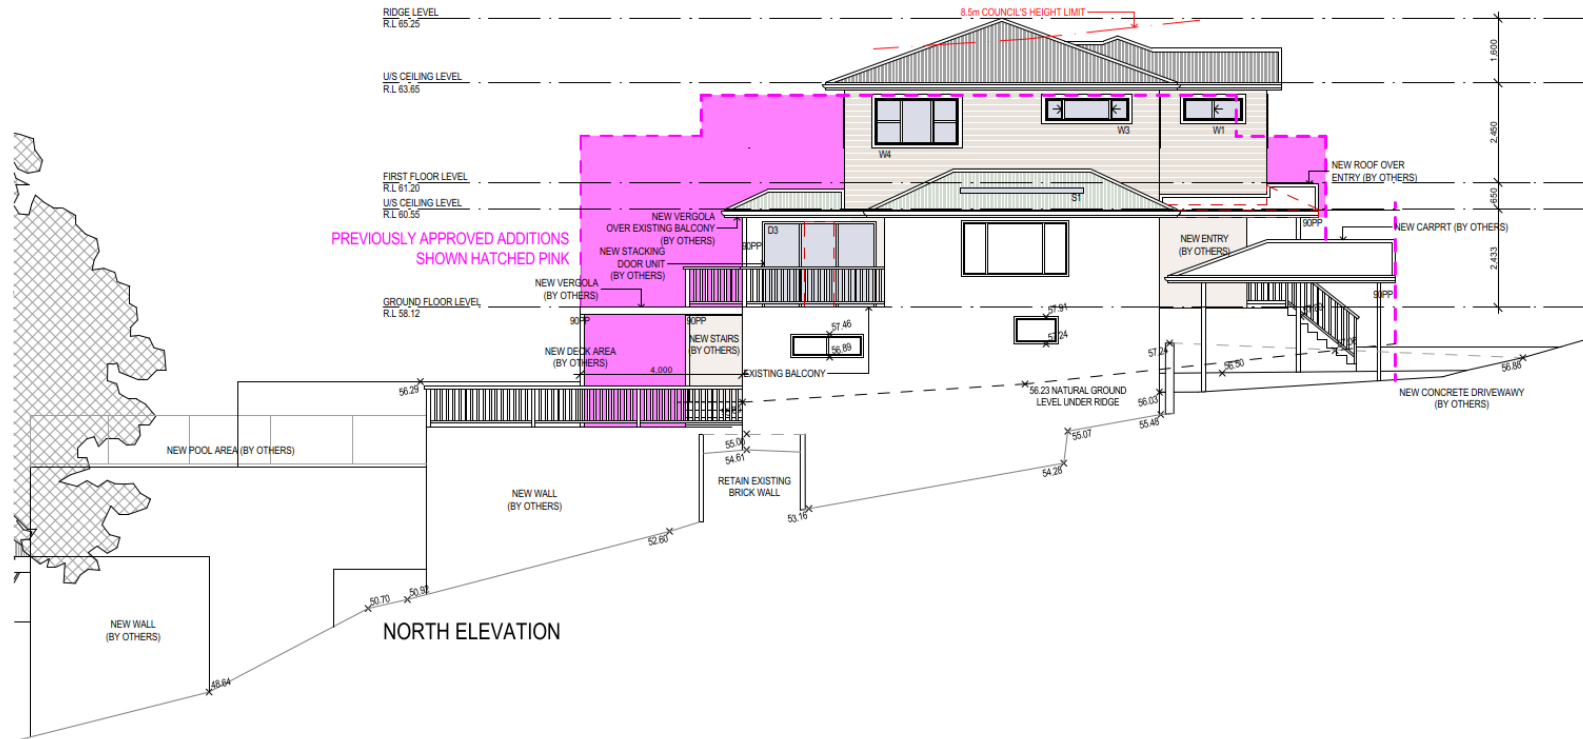 RIDGE LEVEL
R.L 65.25
8.5m COUNCIL'S HEIGHT LIMIT
1,600
U/S CEILING LEVEL
R.L 63.65
W3
W1
W4
2,450
FIRST FLOOR LEVEL
R.L 61.20
NEW ROOF OVER
ENTRY (BY OTHERS)
S1
650
U/S CEILING LEVEL
R.L 60.55
NEW VERGOLA
OVER EXISTING BALCONY
(BY OTHERS)
D3
90PP
90PP
NEW CARPRT (BY OTHERS)
PREVIOUSLY APPROVED ADDITIONS
SHOWN HATCHED PINK
NEW STACKING
DOOR UNIT
(BY OTHERS)
NEW ENTRY
(BY OTHERS)
2,433
NEW VERGOLA
(BY OTHERS)
90PP
GROUND FLOOR LEVEL
R.L 58.12
90PP
90PP
57.46
56.89
57.91
57.24
NEW STAIRS
(BY OTHERS)
NEW DECK AREA
(BY OTHERS)
4,000
EXISTING BALCONY
57.24
56.50
56.88
56.29
56.23 NATURAL GROUND
LEVEL UNDER RIDGE
56.03
55.48
NEW CONCRETE DRIVEWAWY
(BY OTHERS)
55.07
55.00
54.61
54.28
NEW POOL AREA (BY OTHERS)
RETAIN EXISTING
BRICK WALL
NEW WALL
(BY OTHERS)
53.16
52.60
50.70
50.92
NEW WALL
(BY OTHERS)
NORTH ELEVATION
48.64